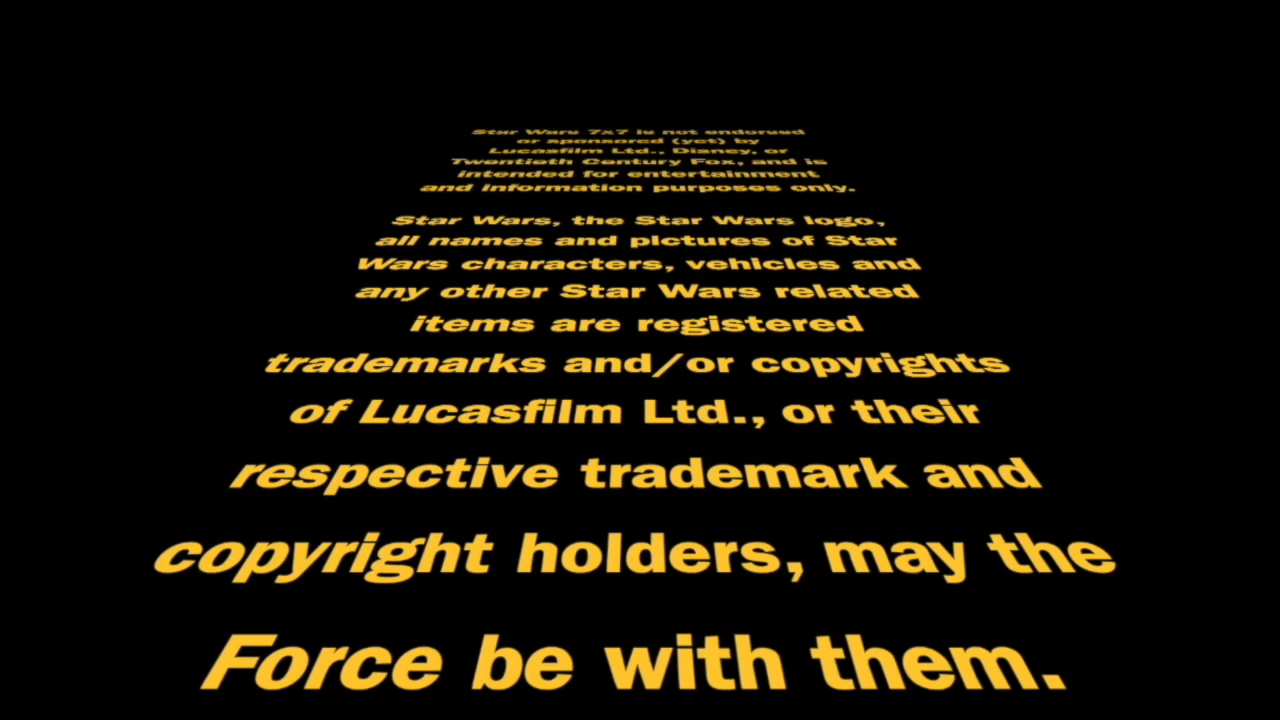 Star Wars 7x7 is not endorsed
or sponsored (yet) by
Lucasfilm Ltd., Disney, or
Twentieth Century Fox, and is
intended for entertainment
and information purposes only.
Star Wars, the Star Wars logo,
all names and pictures of Star
Wars characters, vehicles and
any other Star Wars related
items are registered
trademarks and/or copyrights
of Lucasfilm Ltd., or their
respective trademark and
copyright holders, may the
Force be with them.